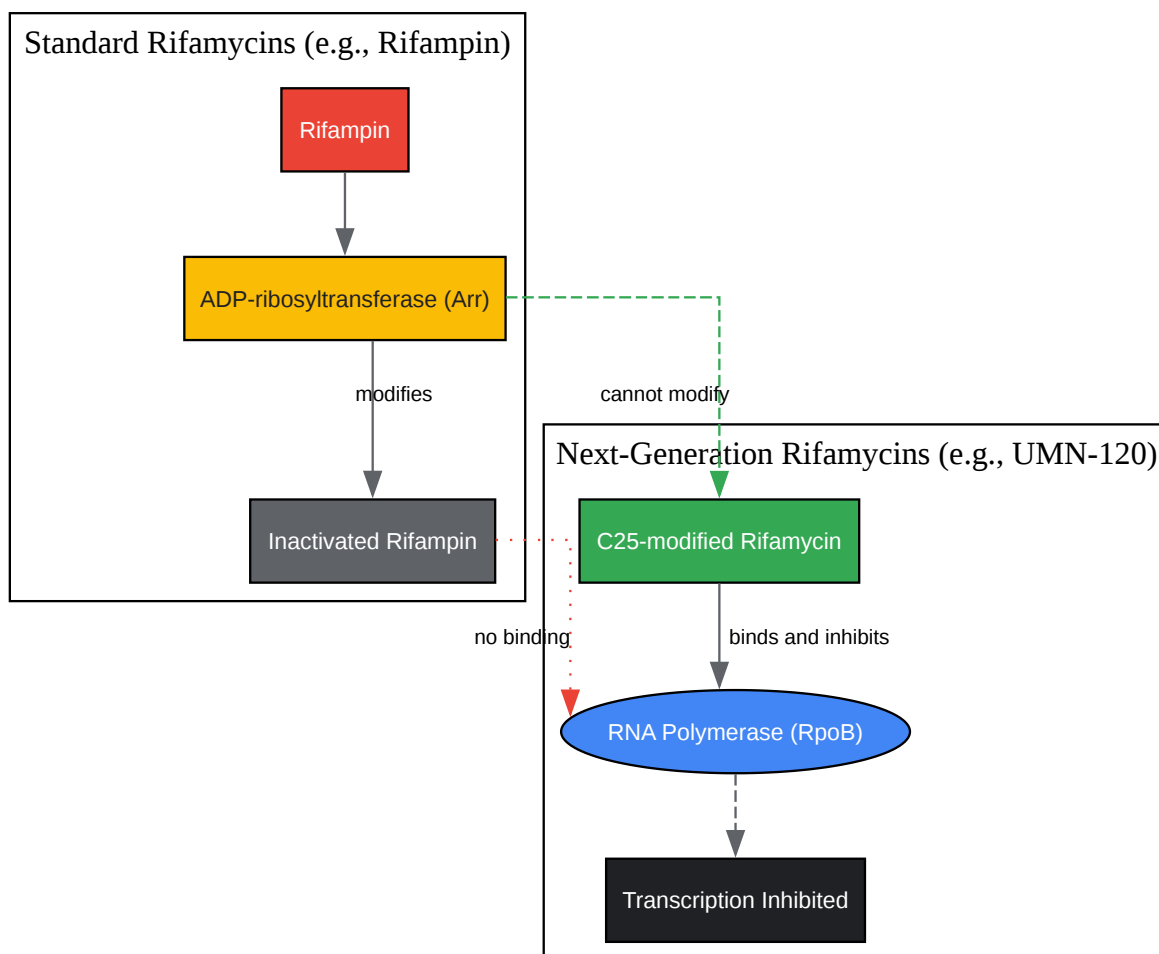 Standard Rifamycins (e.g., Rifampin)
Rifampin
ADP-ribosyltransferase (Arr)
modifies
cannot modify
Next-Generation Rifamycins (e.g., UMN-120)
Inactivated Rifampin
C25-modified Rifamycin
no binding
binds and inhibits
RNA Polymerase (RpoB)
Transcription Inhibited